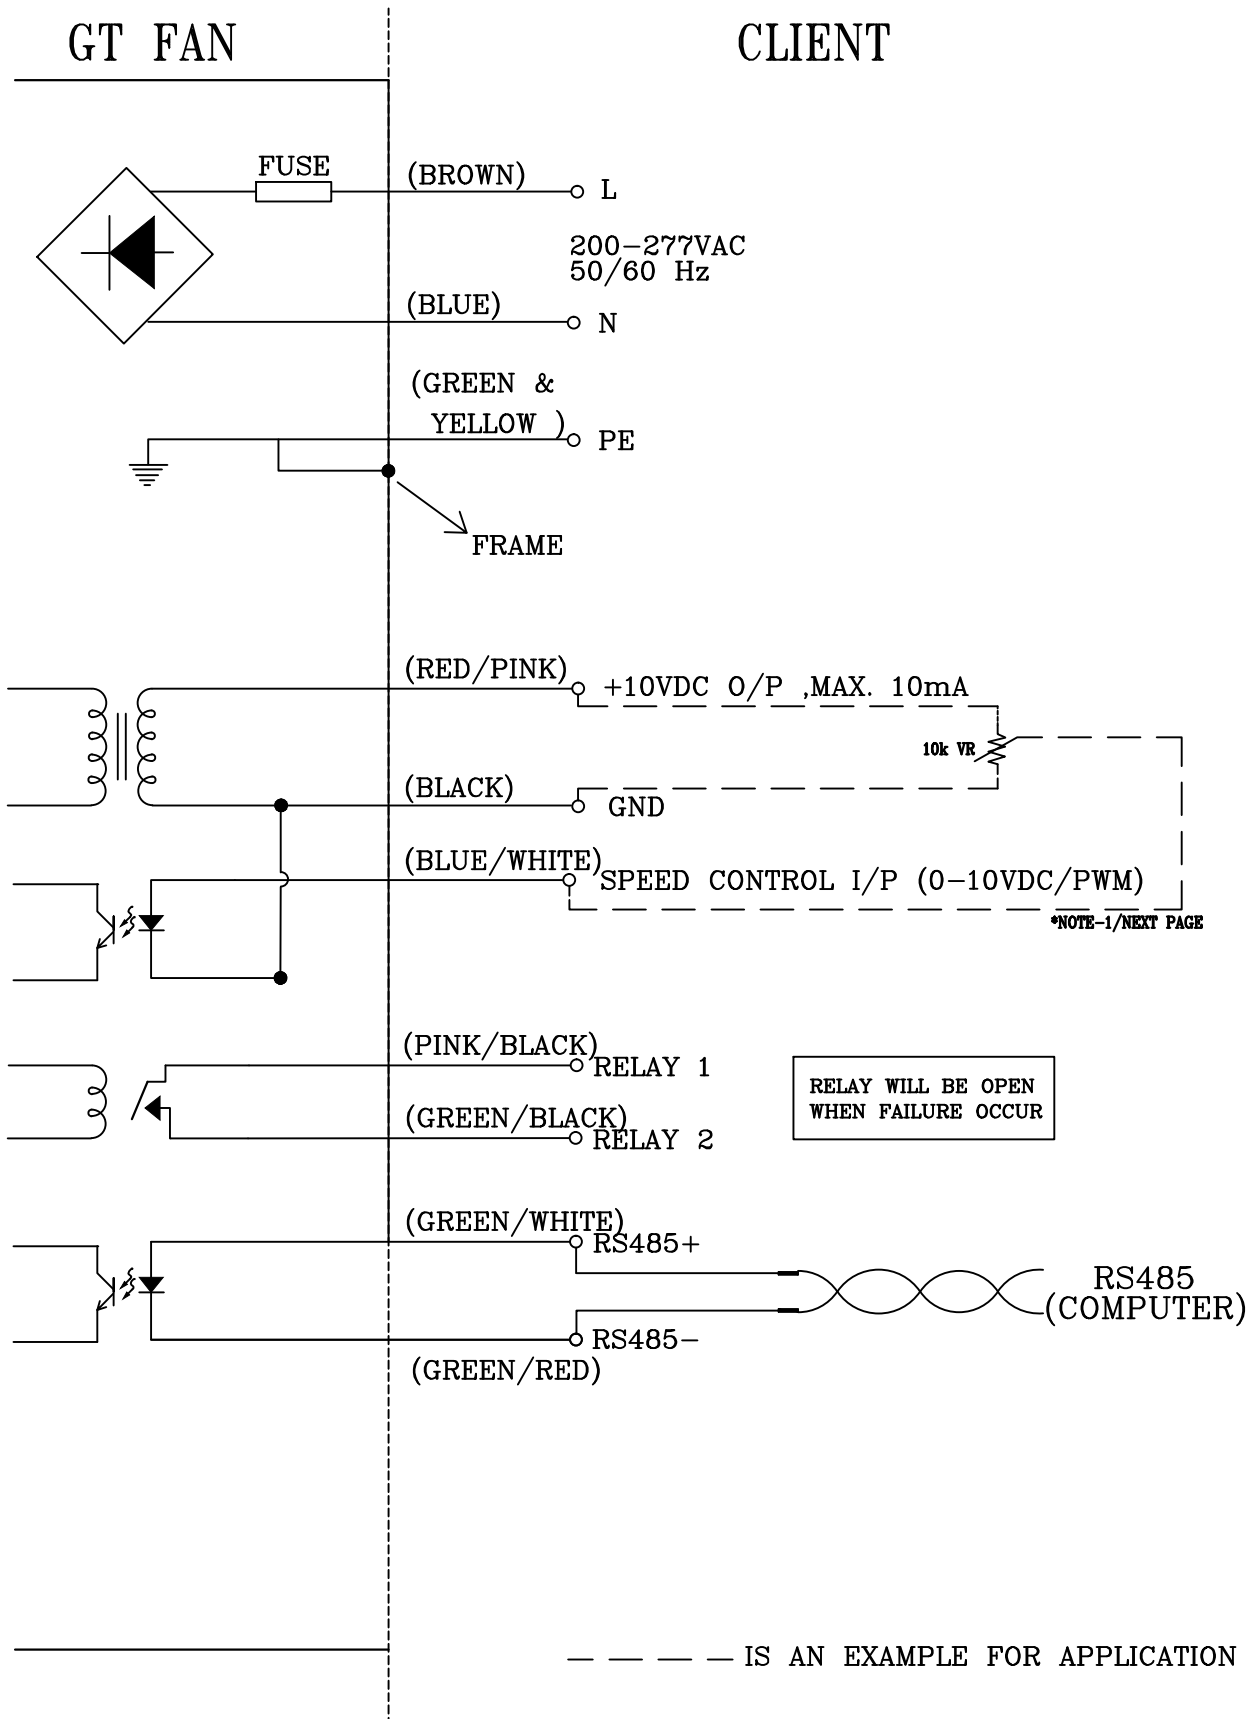 GT FAN
CLIENT
FUSE
(BROWN)
L
200-277VAC
50/60 Hz
(BLUE)
N
(GREEN &
YELLOW )
PE
FRAME
(RED/PINK)
+10VDC O/P ,MAX. 10mA
10k VR
(BLACK)
GND
(BLUE/WHITE)
SPEED CONTROL I/P (0-10VDC/PWM)
*NOTE-1/NEXT PAGE
(PINK/BLACK)
RELAY 1
RELAY WILL BE OPEN
WHEN FAILURE OCCUR
(GREEN/BLACK)
RELAY 2
(GREEN/WHITE)
RS485+
RS485
(COMPUTER)
RS485-
(GREEN/RED)
IS AN EXAMPLE FOR APPLICATION